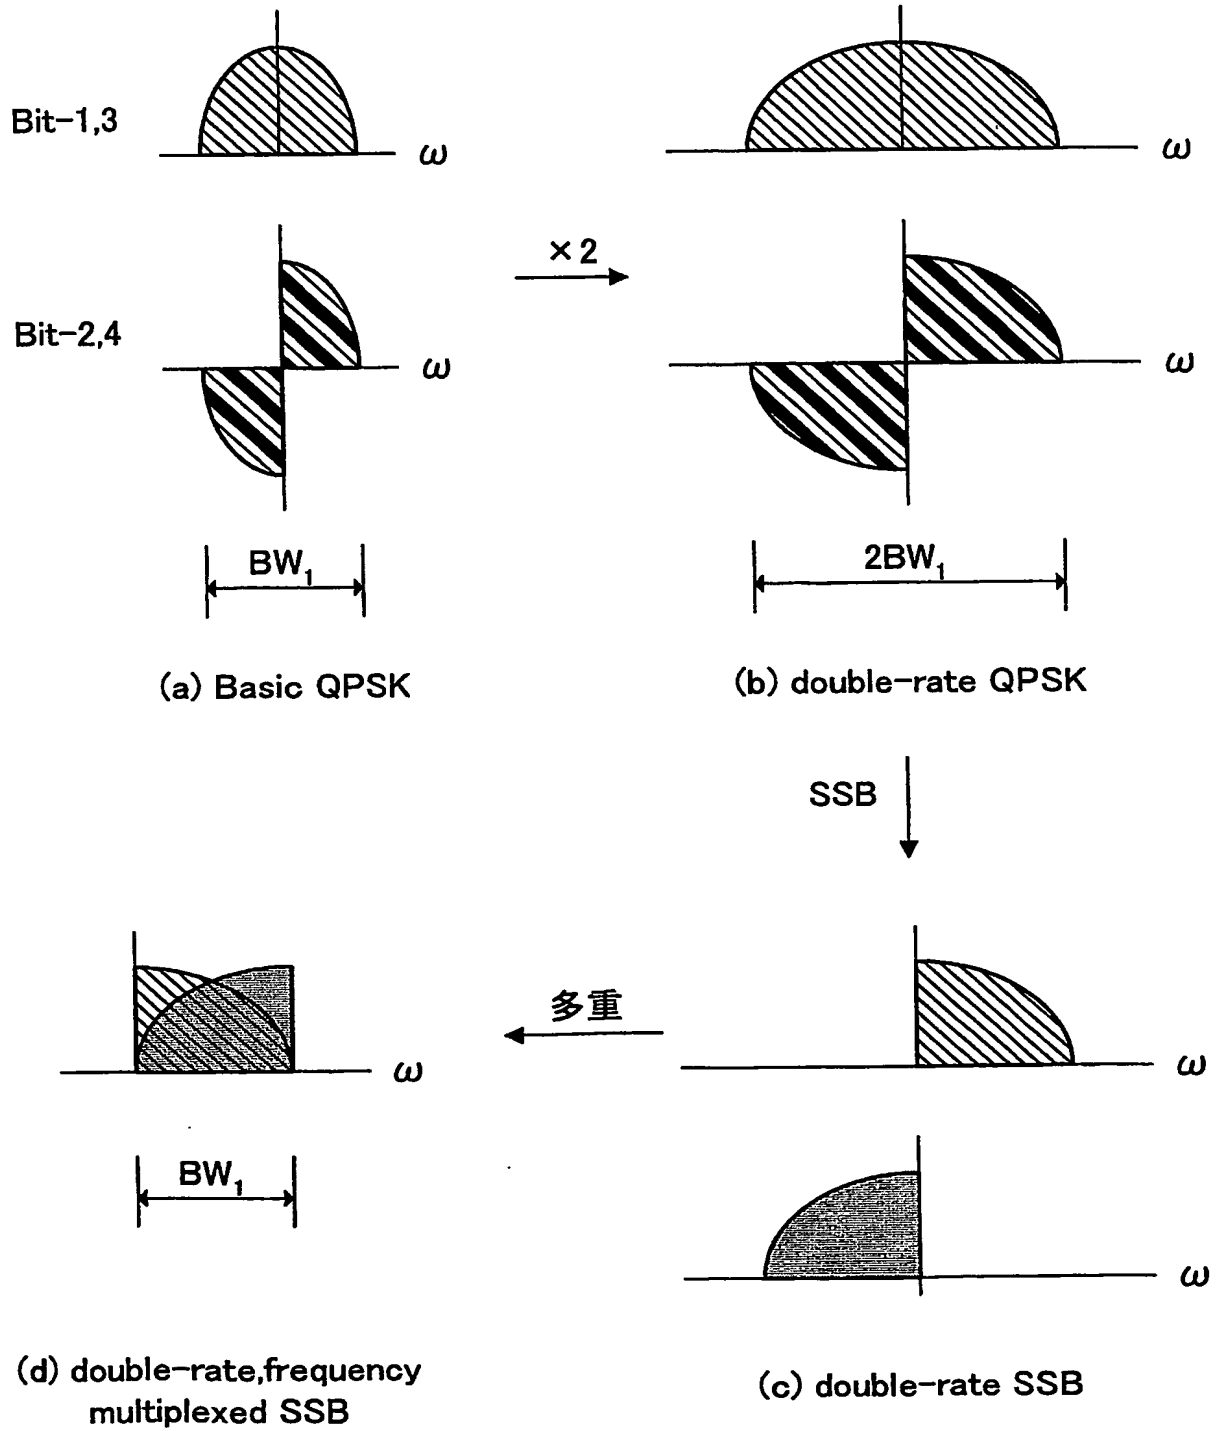 Bit-1,3
ω
ω
Bit-2,4
ω
×2
ω
BW₁
2BW₁
(a) Basic QPSK
(b) double-rate QPSK
SSB
多重
ω
ω
BW₁
ω
(d) double-rate,frequency
multiplexed SSB
(c) double-rate SSB